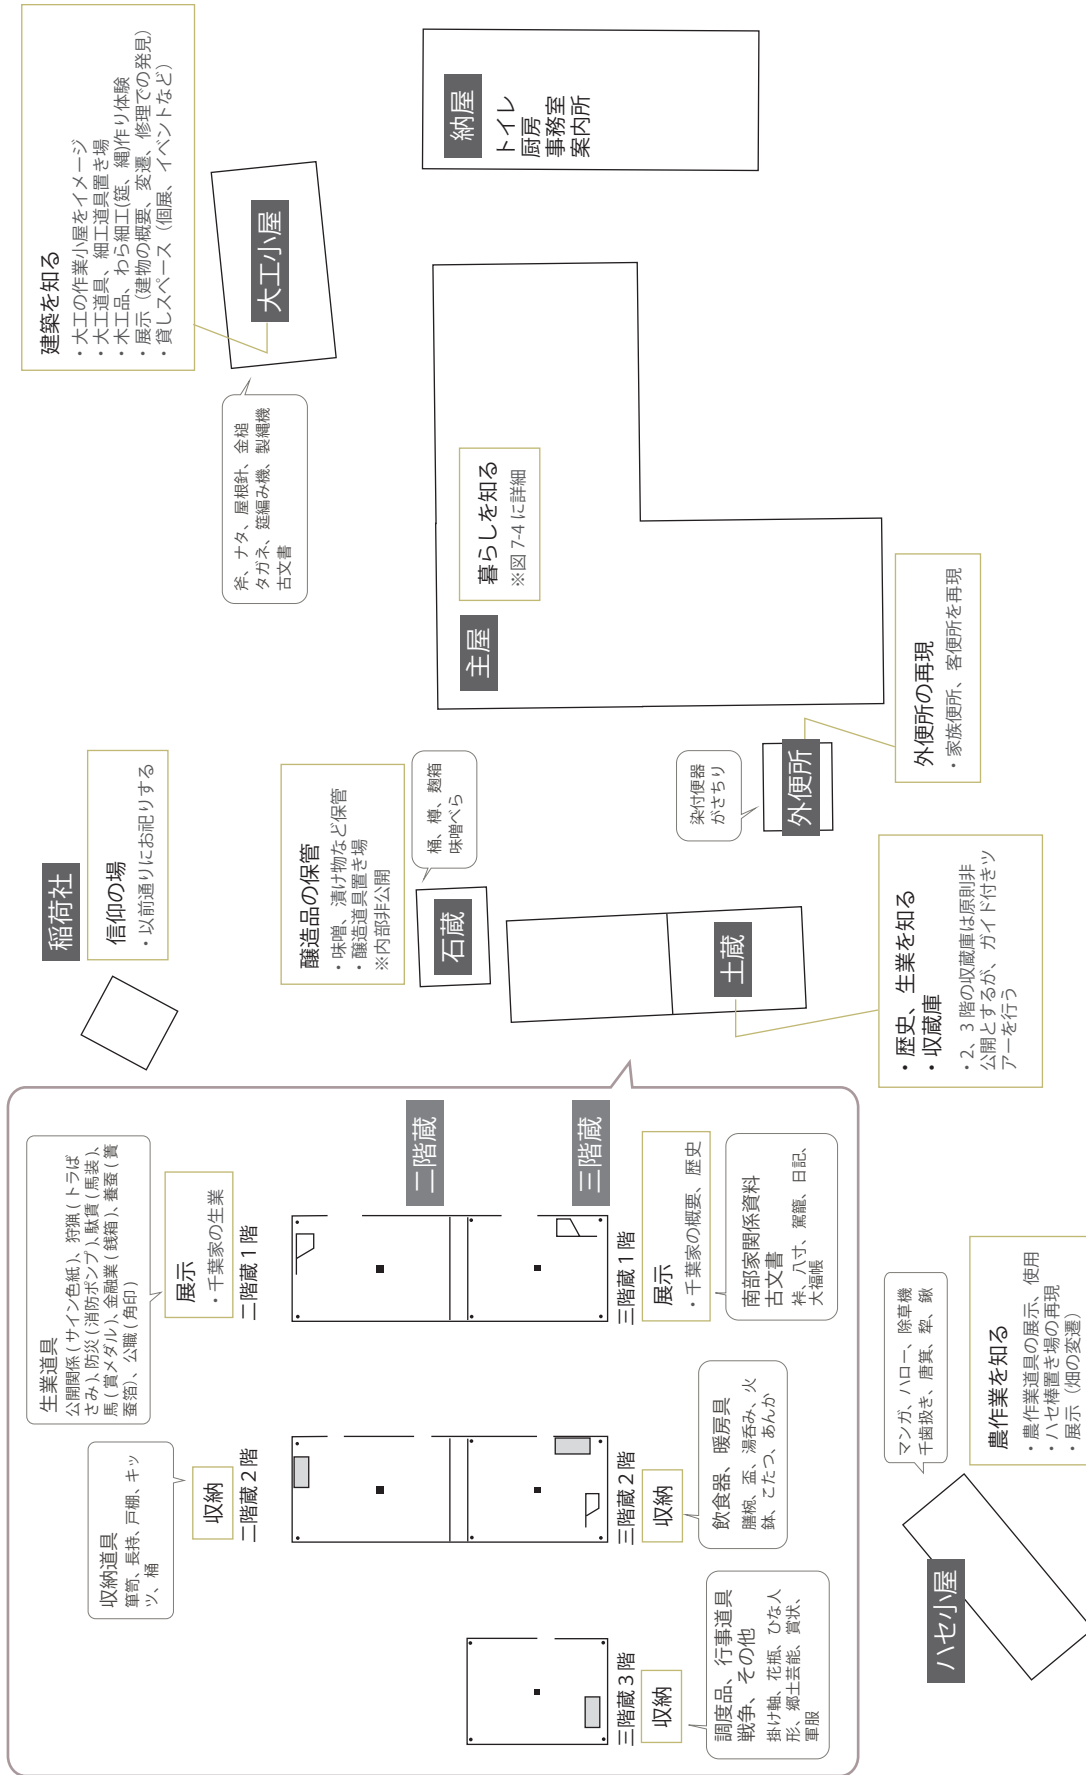 建築を知る
・大工の作業小屋をイメージ
・大工道具、細工道具置き場
・木工品、わら細工(筵、縄)作り体験
・展示（建物の概要、変遷、修理での発見）
・貸しスペース（個展、イベントなど）
大工小屋
斧、ナタ、屋根針、金槌
タガネ、筵編み機、製縄機
古文書
納屋
トイレ
厨房
事務室
案内所
主屋
暮らしを知る
※図 7-4 に詳細
稲荷社
信仰の場
・以前通りにお祀りする
醸造品の保管
・味噌、漬け物など保管
・醸造道具置き場
※内部非公開
桶、樽、麹箱
味噌べら
石蔵
土蔵
染付便器
がさちり
外便所
外便所の再現
・家族便所、客便所を再現
・歴史、生業を知る
・収蔵庫
・2、3 階の収蔵庫は原則非
公開とするが、ガイド付きツ
アーを行う
生業道具
公開関係 ( サイン色紙 )、狩猟 ( トラば
さみ )、防災 ( 消防ポンプ )、駄賃 ( 馬装 )、
馬 ( 賞メダル )、金融業 ( 銭箱 )、養蚕 ( 簀
蚕箔 )、公職 ( 角印 )
展示
・千葉家の生業
二階蔵 1 階
二階蔵
三階蔵
三階蔵 1 階
展示
・千葉家の概要、歴史
南部家関係資料
古文書
裃、八寸、駕籠、日記、
大福帳
収納道具
箪笥、長持、戸棚、キッ
ツ、桶
収納
二階蔵 2 階
三階蔵 2 階
収納
飲食器、暖房具
膳椀、盃、湯呑み、火
鉢、こたつ、あんか
三階蔵 3 階
収納
調度品、行事道具
戦争、その他
掛け軸、花瓶、ひな人
形、郷土芸能、賞状、
軍服
ハセ小屋
マンガ、ハロー、除草機
千歯扱き、唐箕、犂、鍬
農作業を知る
・農作業道具の展示、使用
・ハセ棒置き場の再現
・展示（畑の変遷）